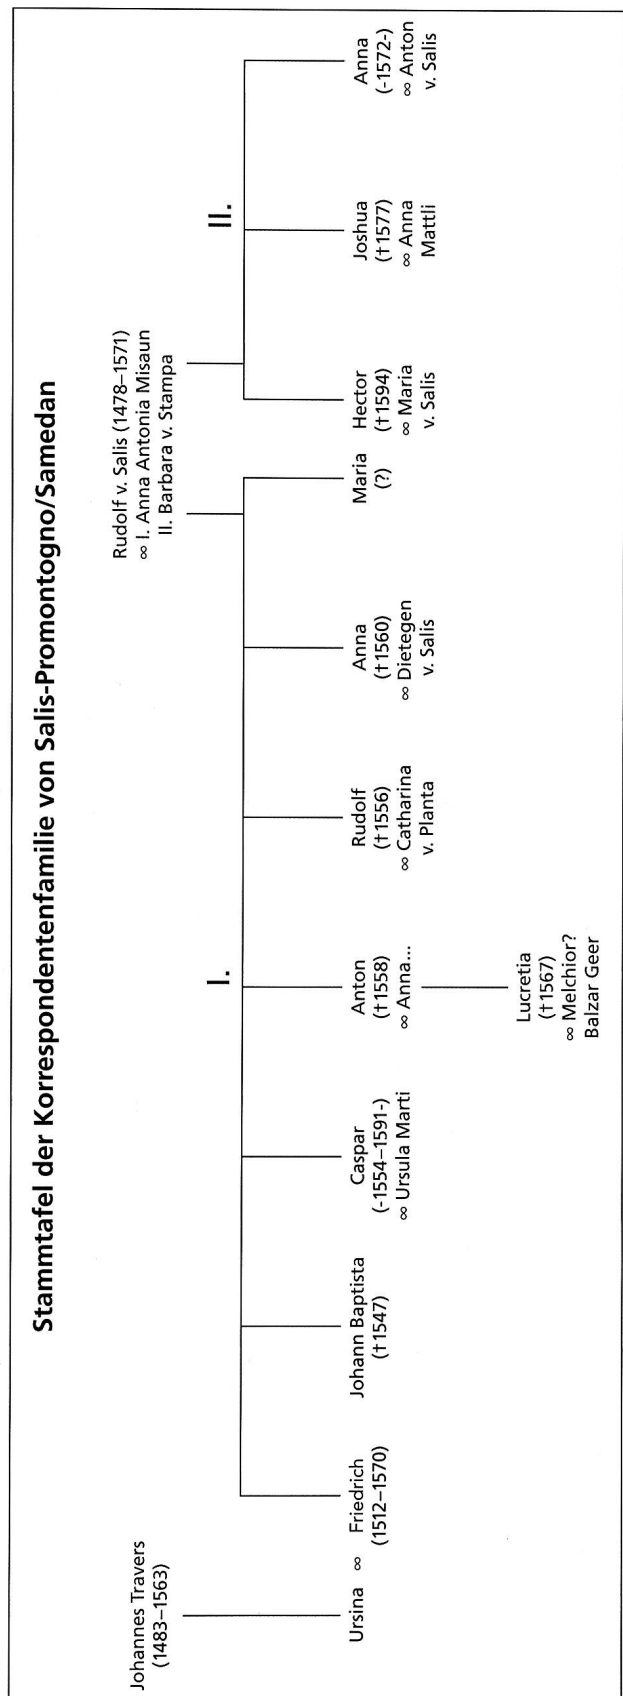 Stammtafel der Korrespondentenfamilie von Salis-Promontogno/Samedan
Johannes Travers
(1483–1563)
Rudolf v. Salis (1478–1571)
∞ I. Anna Antonia Misaun
II. Barbara v. Stampa
I.
II.
Ursina ∞ Friedrich
(1512–1570)
Johann Baptista
(†1547)
Caspar
(-1554–1591-)
∞ Ursula Marti
Anton
(†1558)
∞ Anna...
Rudolf
(†1556)
∞ Catharina
v. Planta
Anna
(†1560)
∞ Dietegen
v. Salis
Maria
(?)
Hector
(†1594)
∞ Maria
v. Salis
Joshua
(†1577)
∞ Anna
Mattli
Anna
(-1572-)
∞ Anton
v. Salis
Lucretia
(†1567)
∞ Melchior?
Balzar Geer